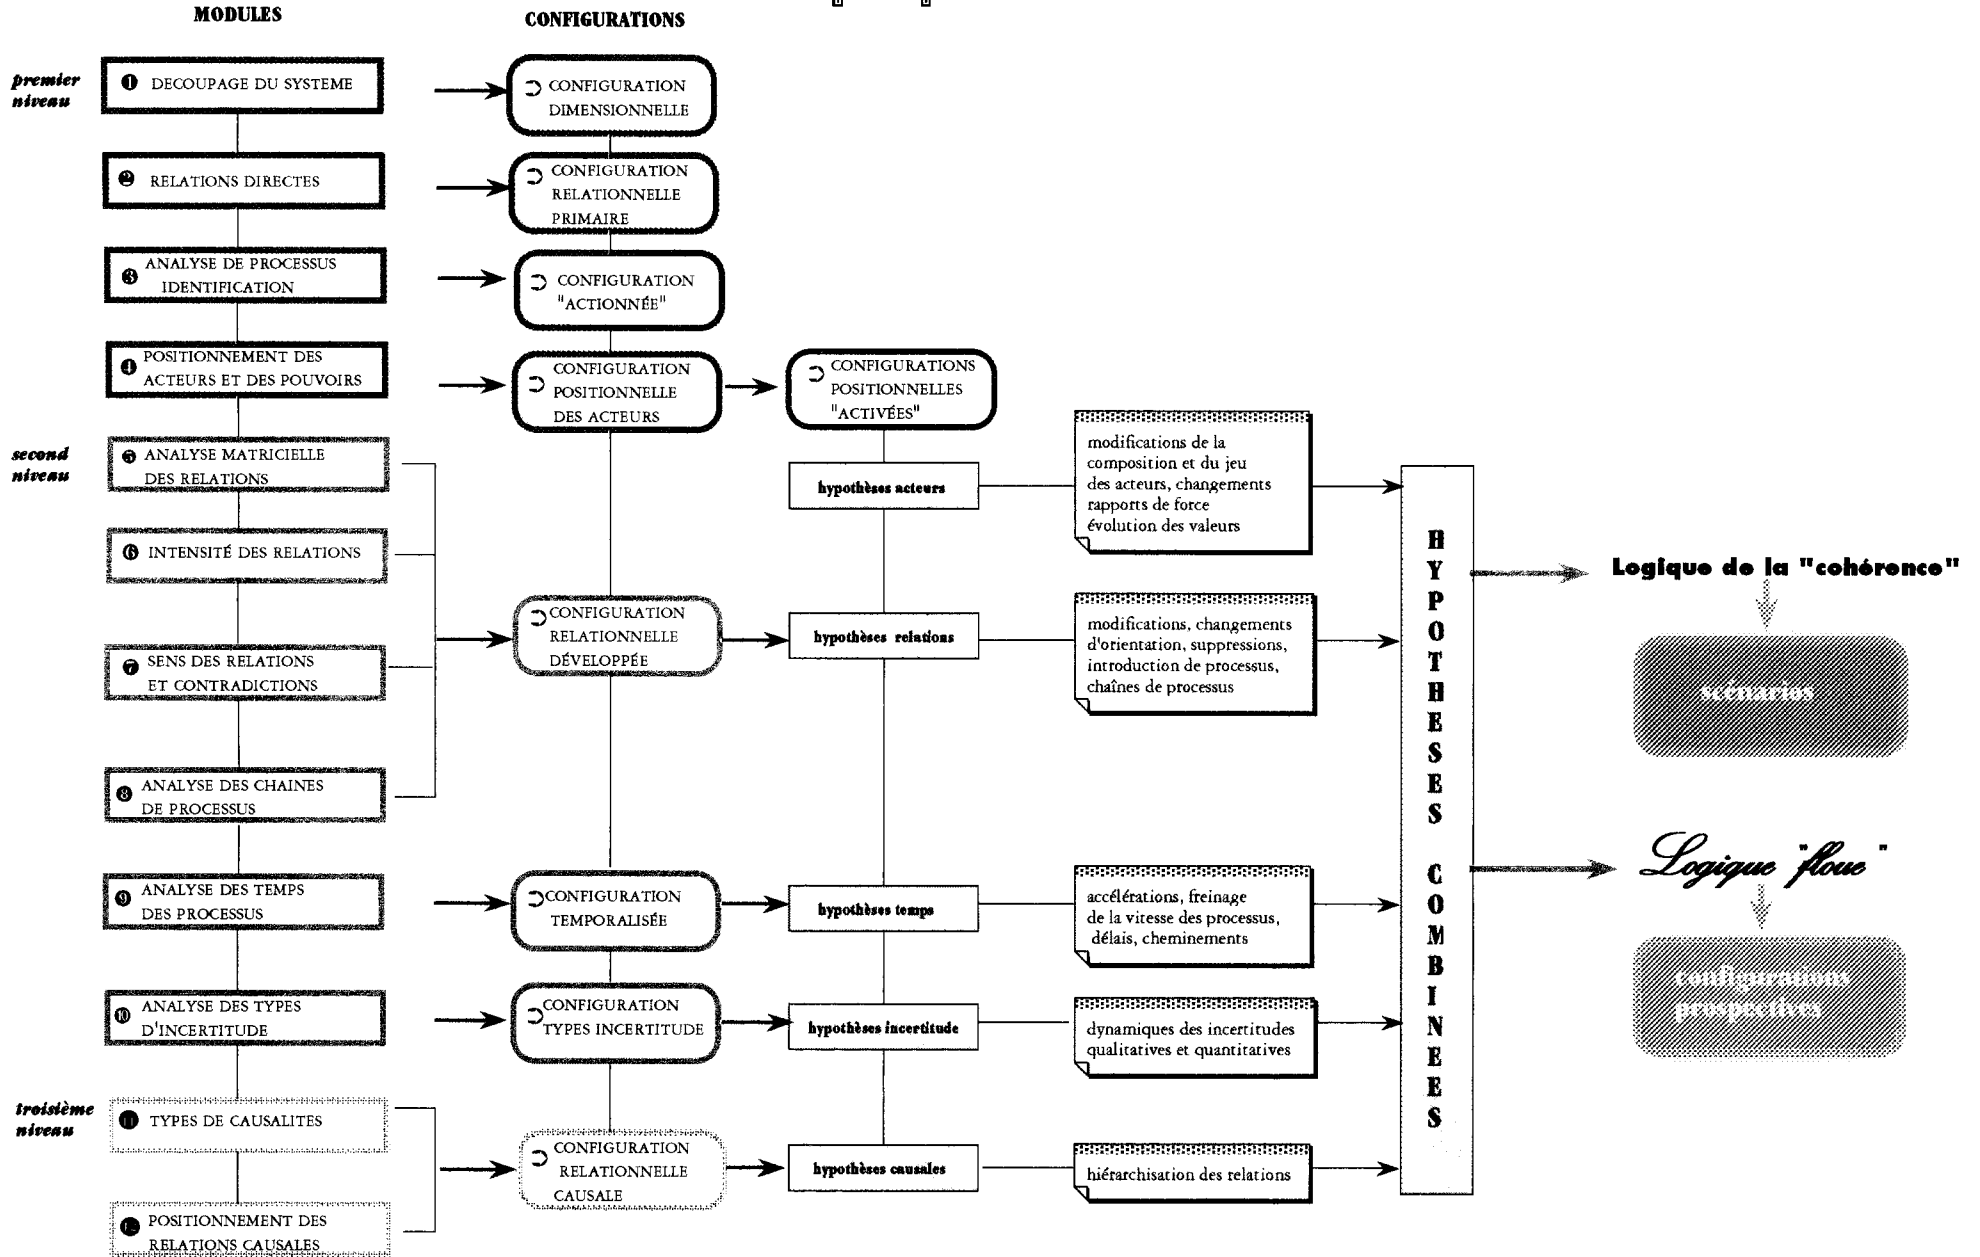 MODULES
CONFIGURATIONS
premier
niveau
❶ DECOUPAGE DU SYSTEME
➲ CONFIGURATION
DIMENSIONNELLE
❷ RELATIONS DIRECTES
➲ CONFIGURATION
RELATIONNELLE
PRIMAIRE
❸ ANALYSE DE PROCESSUS
IDENTIFICATION
➲ CONFIGURATION
"ACTIONNÉE"
❹ POSITIONNEMENT DES
ACTEURS ET DES POUVOIRS
➲ CONFIGURATION
POSITIONNELLE
DES ACTEURS
➲ CONFIGURATIONS
POSITIONNELLES
"ACTIVÉES"
second
niveau
❺ ANALYSE MATRICIELLE
DES RELATIONS
hypothèses acteurs
modifications de la
composition et du jeu
des acteurs, changements
rapports de force
évolution des valeurs
❻ INTENSITÉ DES RELATIONS
❼ SENS DES RELATIONS
ET CONTRADICTIONS
❽ ANALYSE DES CHAINES
DE PROCESSUS
➲ CONFIGURATION
RELATIONNELLE
DÉVELOPPÉE
hypothèses relations
modifications, changements
d'orientation, suppressions,
introduction de processus,
chaînes de processus
❾ ANALYSE DES TEMPS
DES PROCESSUS
➲ CONFIGURATION
TEMPORALISÉE
hypothèses temps
accélérations, freinage
de la vitesse des processus,
délais, cheminements
❿ ANALYSE DES TYPES
D'INCERTITUDE
➲ CONFIGURATION
TYPES INCERTITUDE
hypothèses incertitude
dynamiques des incertitudes
qualitatives et quantitatives
troisième
niveau
⓫ TYPES DE CAUSALITES
⓬ POSITIONNEMENT DES
RELATIONS CAUSALES
➲ CONFIGURATION
RELATIONNELLE
CAUSALE
hypothèses causales
hiérarchisation des relations
HYPOTHESES COMBINEES
Logique de la "cohérence"
scénarios
Logique "floue"
configurations
prospectives